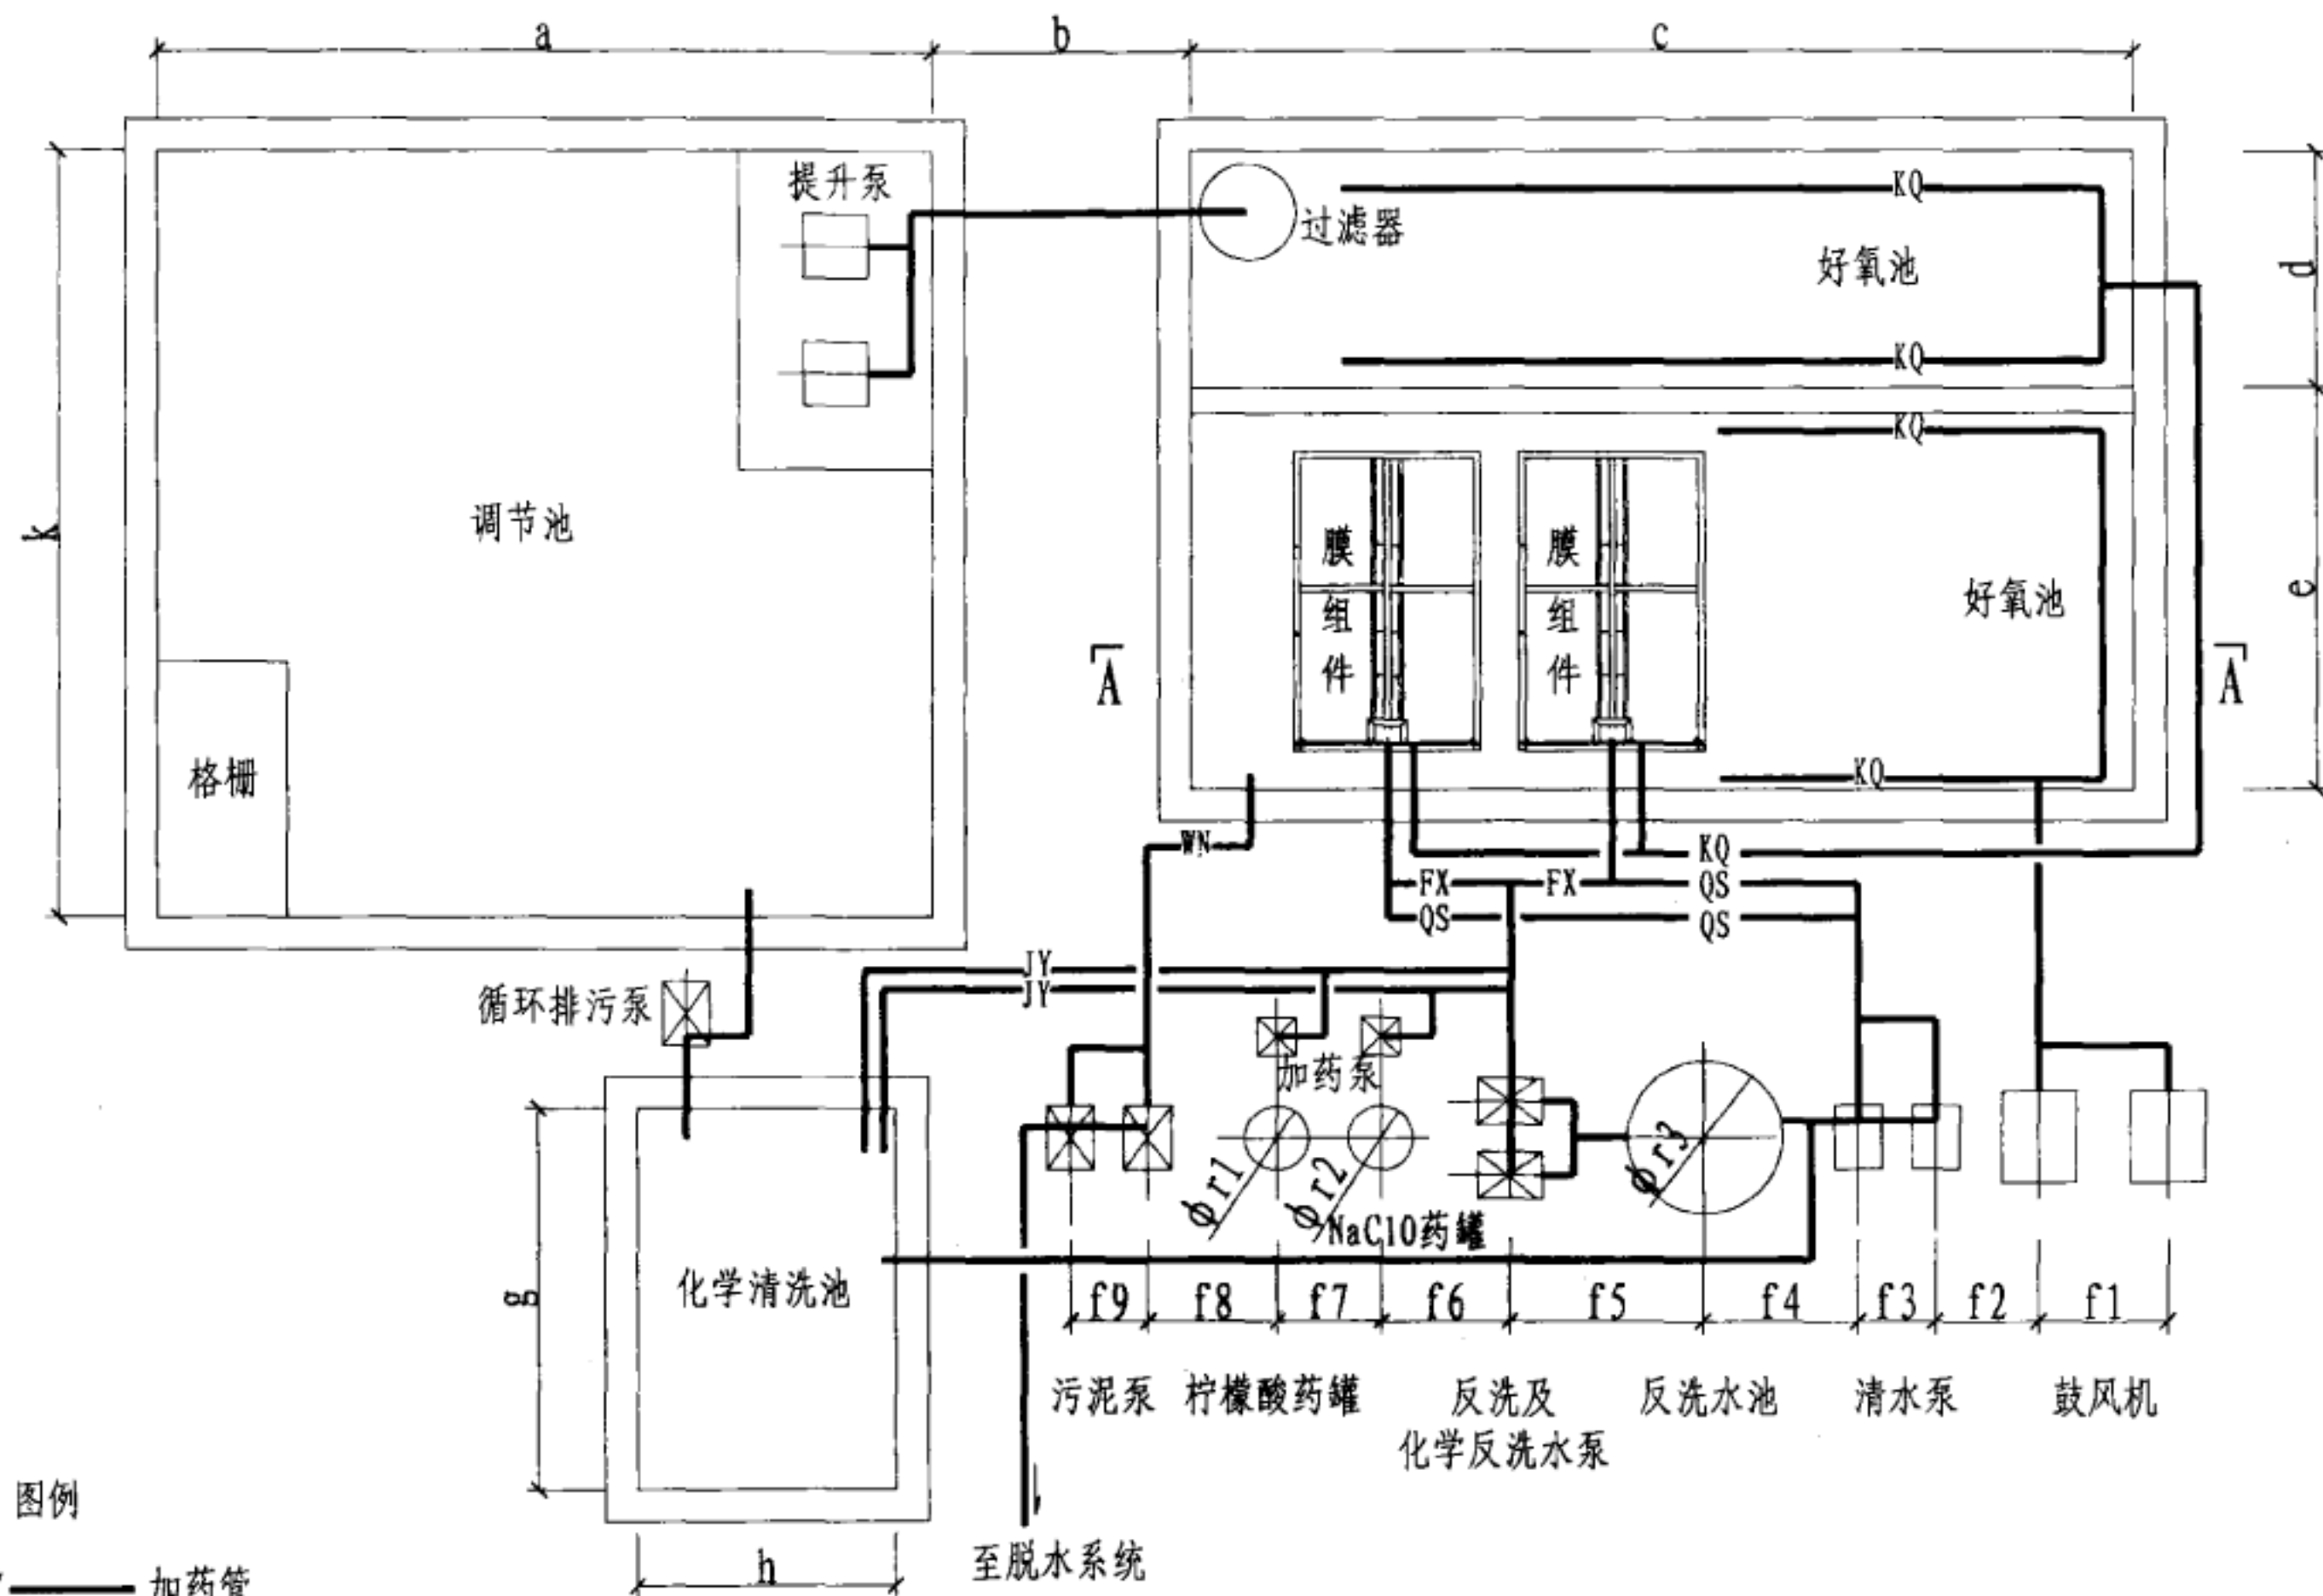 a
b
c
提升泵
过滤器
KQ
好氧池
d
KQ
KQ
k
调节池
膜组件
膜组件
好氧池
e
A
A
格栅
KQ
WN
KQ
FX
FX
QS
QS
QS
JY
JY
循环排污泵
加药泵
φr1
φr2
φr3
NaClO药罐
g
化学清洗池
f9
f8
f7
f6
f5
f4
f3
f2
f1
污泥泵
柠檬酸药罐
反洗及
化学反洗水泵
反洗水池
清水泵
鼓风机
图例
至脱水系统
h
加药管